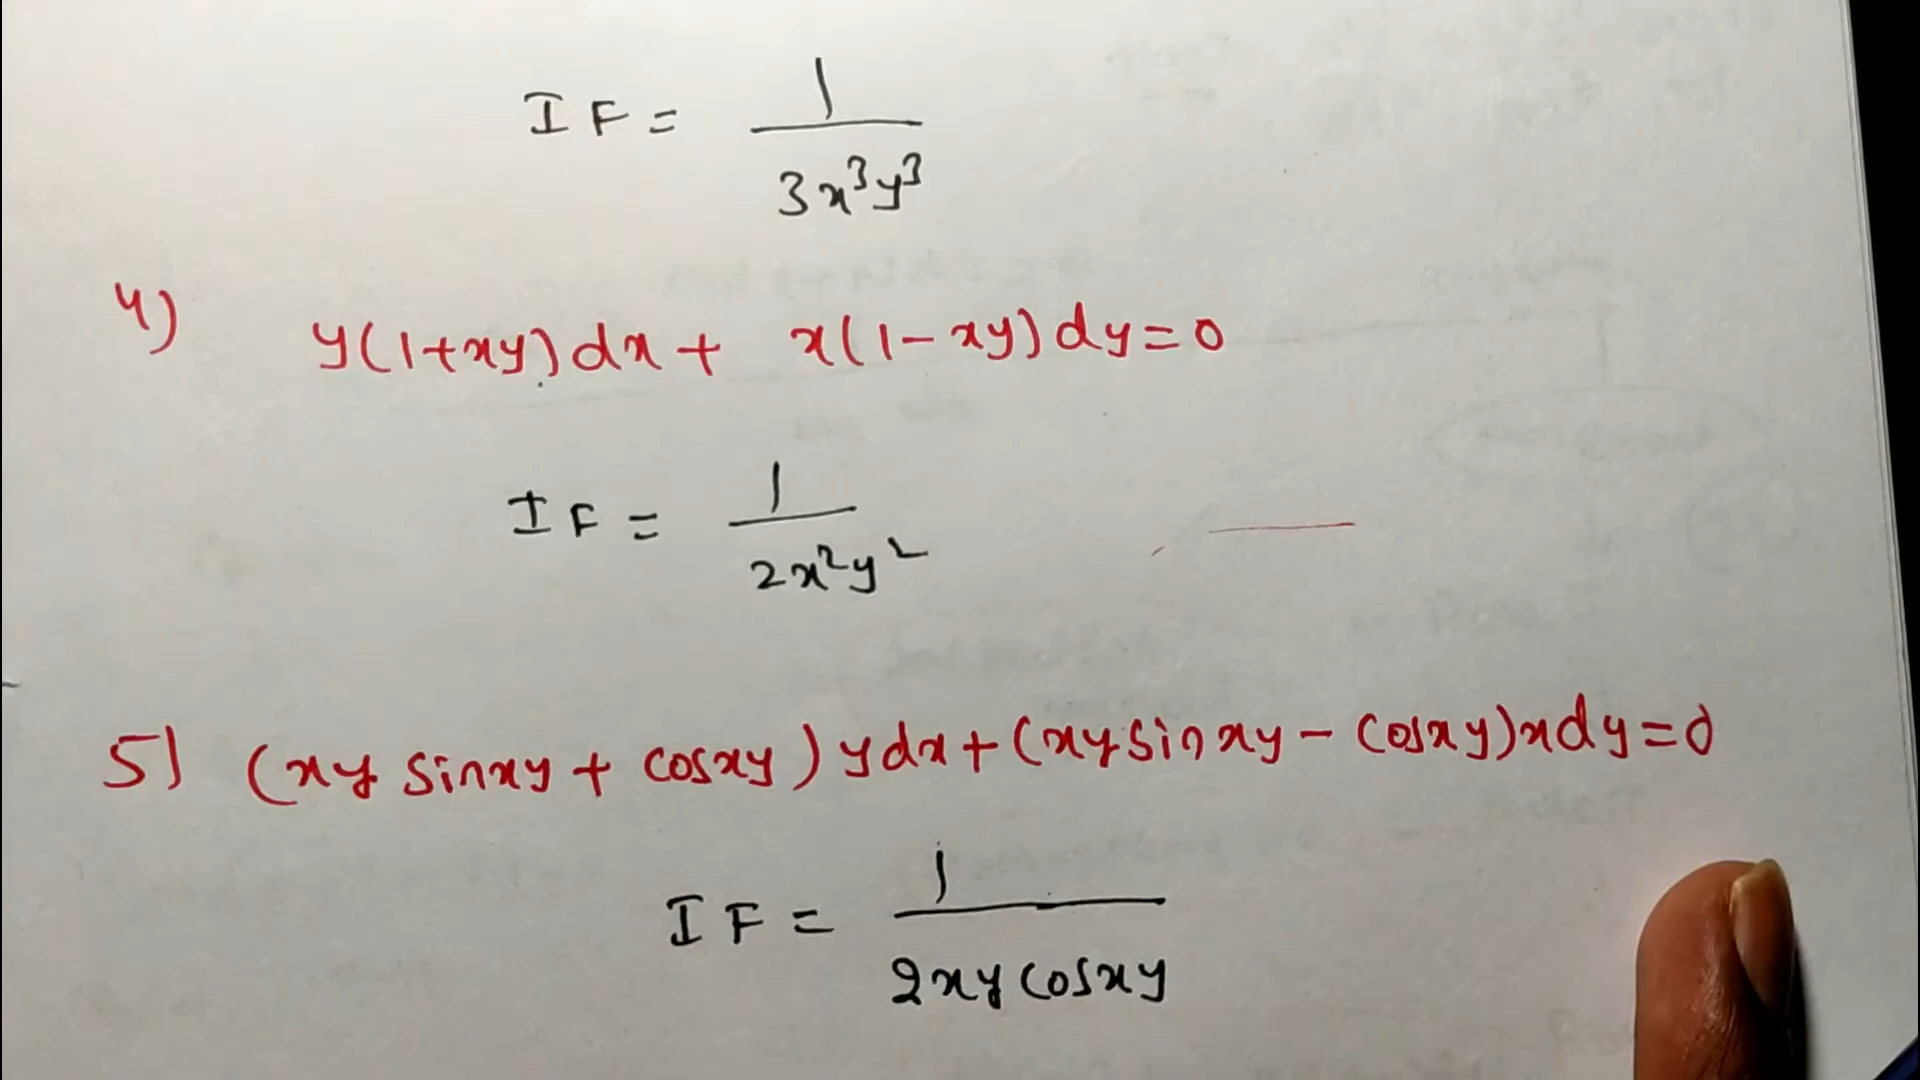 IF = 1/3x³y³
4) y(1+xy)dx + x(1-xy)dy=0
IF = 1/2x²y²
5) (xy sinxy + cosxy) ydx + (xy sinxy - cosxy)xdy=0
IF = 1/2xy cosxy